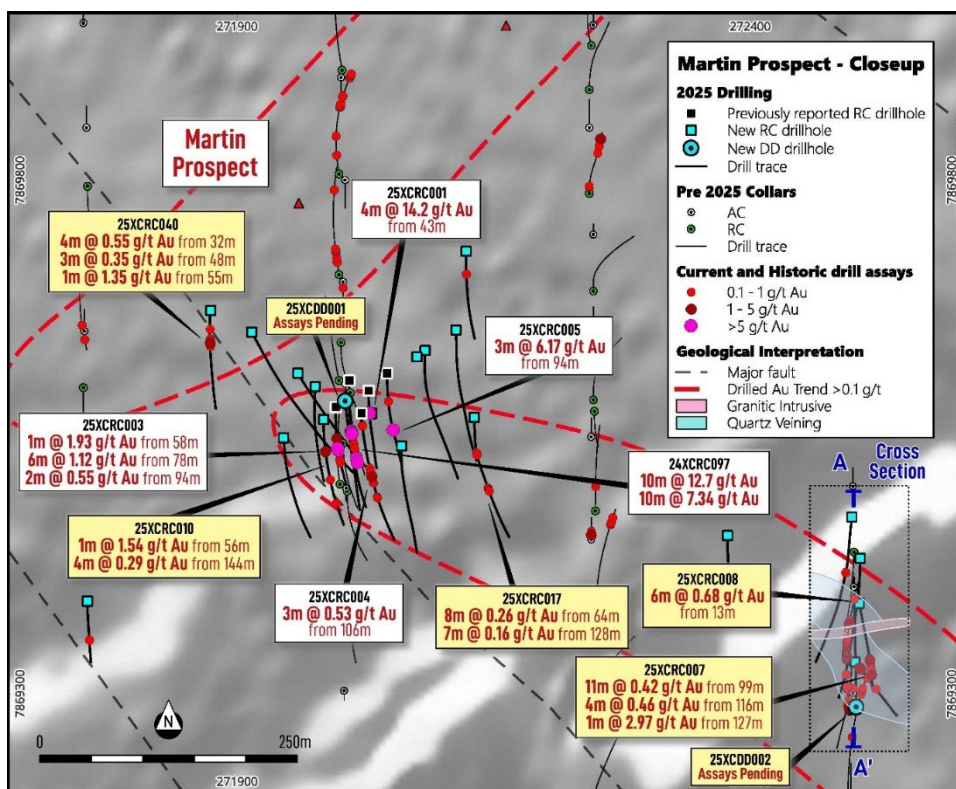 271900
272400
7869800
7869800
7869300
7869300
Martin
Prospect
25XCRC040
4m @ 0.55 g/t Au from 32m
3m @ 0.35 g/t Au from 48m
1m @ 1.35 g/t Au from 55m
25XCRC001
4m @ 14.2 g/t Au
from 43m
25XCDD001
Assays Pending
25XCRC005
3m @ 6.17 g/t Au
from 94m
25XCRC003
1m @ 1.93 g/t Au from 58m
6m @ 1.12 g/t Au from 78m
2m @ 0.55 g/t Au from 94m
24XCRC097
10m @ 12.7 g/t Au
10m @ 7.34 g/t Au
25XCRC010
1m @ 1.54 g/t Au from 56m
4m @ 0.29 g/t Au from 144m
25XCRC004
3m @ 0.53 g/t Au
from 106m
25XCRC017
8m @ 0.26 g/t Au from 64m
7m @ 0.16 g/t Au from 128m
25XCRC008
6m @ 0.68 g/t Au
from 13m
25XCRC007
11m @ 0.42 g/t Au from 99m
4m @ 0.46 g/t Au from 116m
1m @ 2.97 g/t Au from 127m
25XCDD002
Assays Pending
Martin Prospect - Closeup
2025 Drilling
Previously reported RC drillhole
New RC drillhole
New DD drillhole
Drill trace
Pre 2025 Collars
AC
RC
Drill trace
Current and Historic drill assays
0.1 - 1 g/t Au
1 - 5 g/t Au
>5 g/t Au
Geological Interpretation
Major fault
Drilled Au Trend >0.1 g/t
Granitic Intrusive
Quartz Veining
Cross
Section
A
A'
N
0
250m
271900